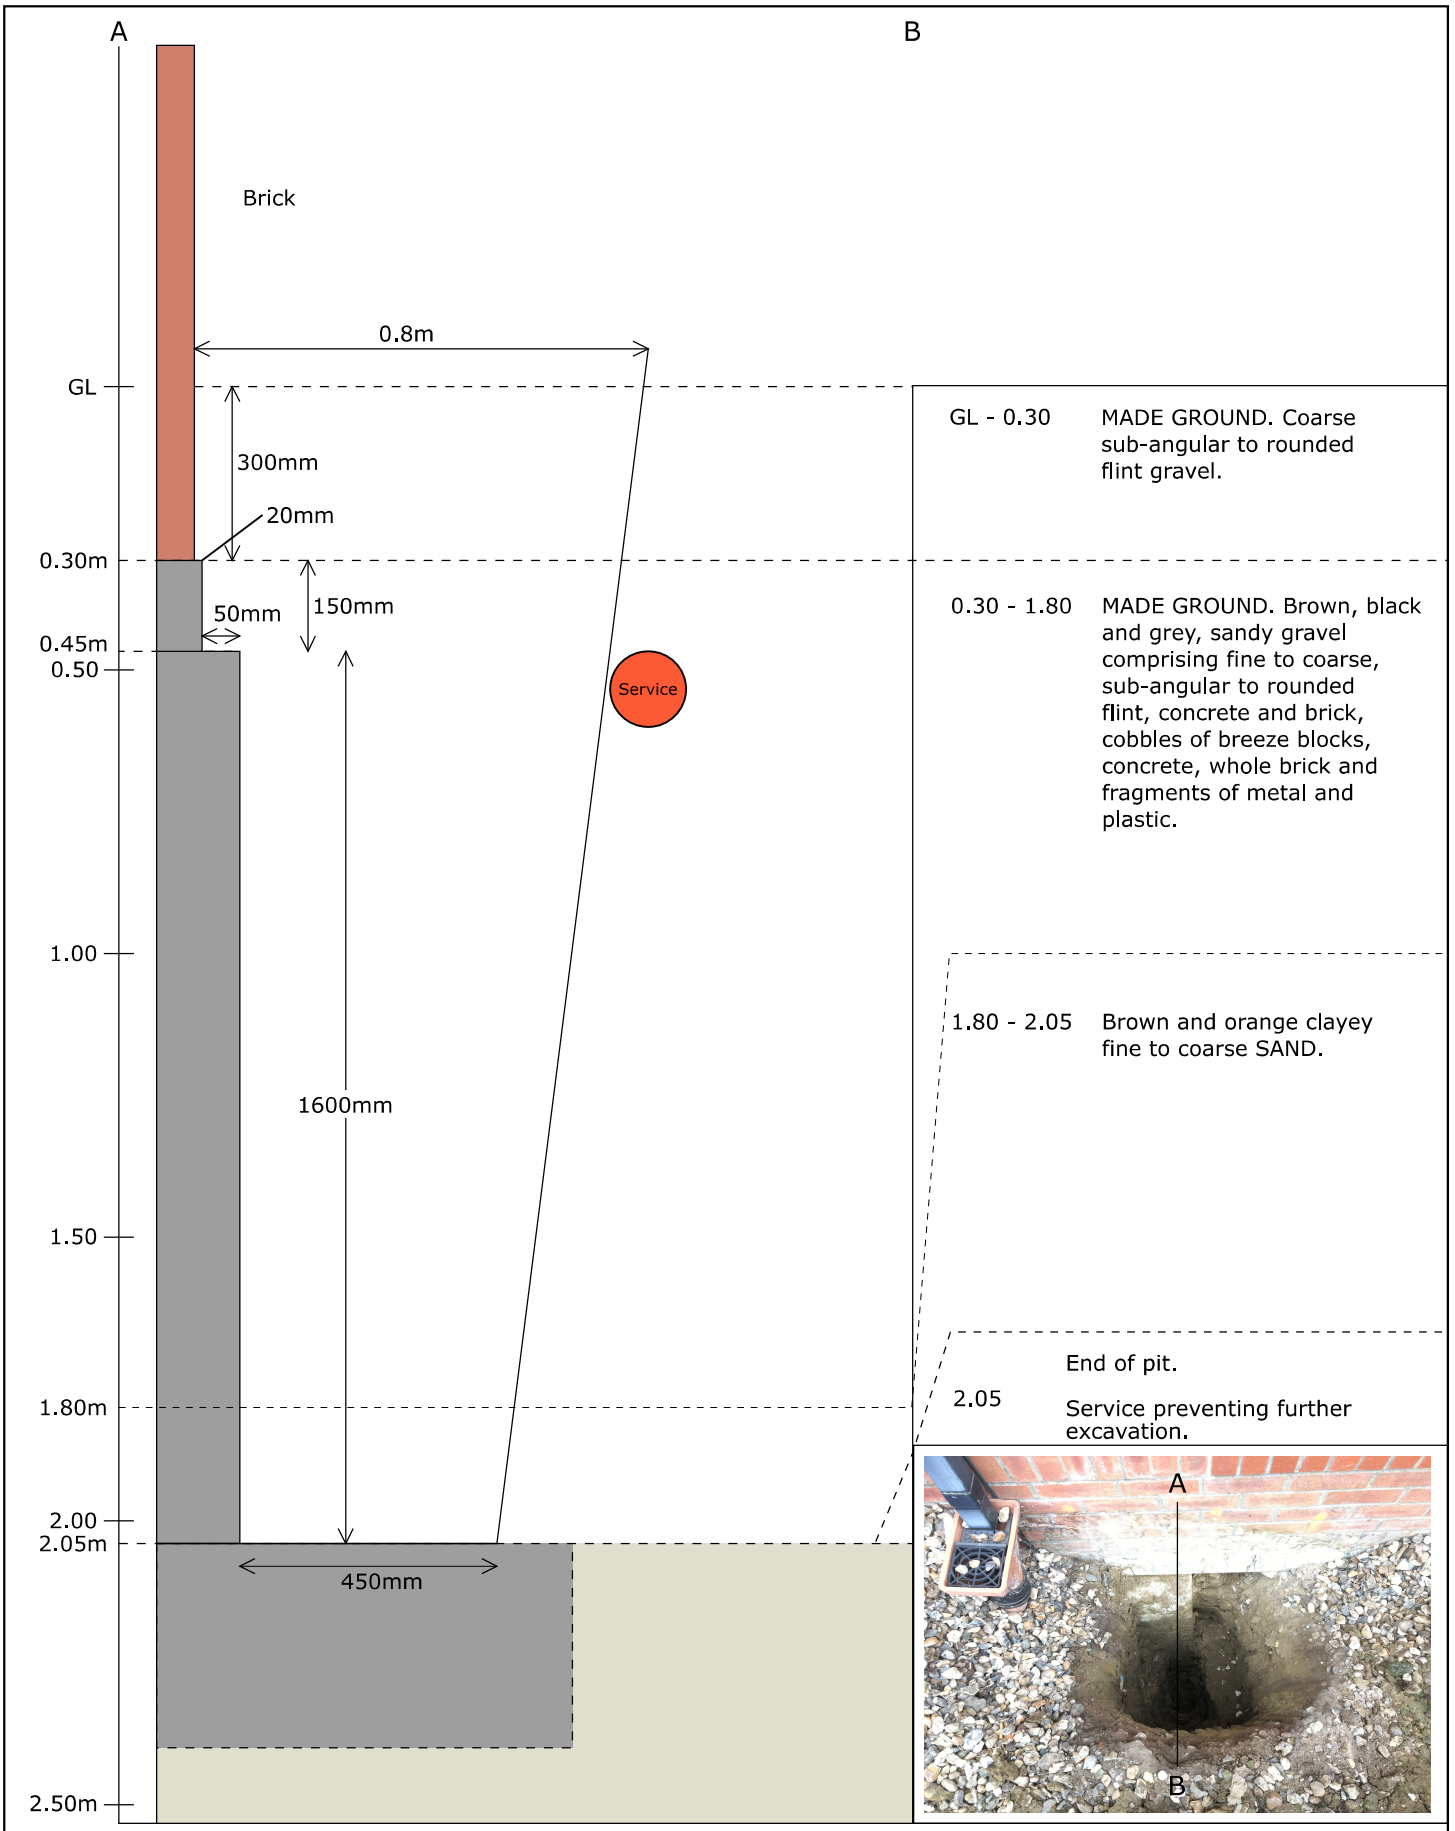 A
B
Brick
0.8m
GL
GL - 0.30
MADE GROUND. Coarse
sub-angular to rounded
flint gravel.
300mm
20mm
0.30m
50mm
150mm
0.45m
0.50
0.30 - 1.80
MADE GROUND. Brown, black
and grey, sandy gravel
comprising fine to coarse,
sub-angular to rounded
flint, concrete and brick,
cobbles of breeze blocks,
concrete, whole brick and
fragments of metal and
plastic.
Service
1.00
1.80 - 2.05
Brown and orange clayey
fine to coarse SAND.
1600mm
1.50
End of pit.
2.05
Service preventing further
excavation.
1.80m
2.00
2.05m
450mm
2.50m
A
B